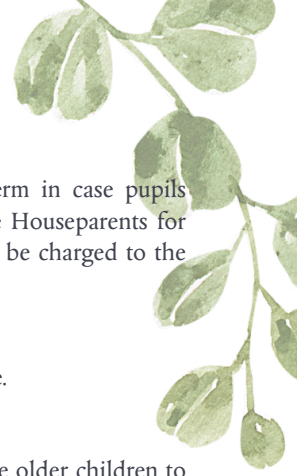 erm in case pupils
Houseparents for
be charged to the
e.
e older children to